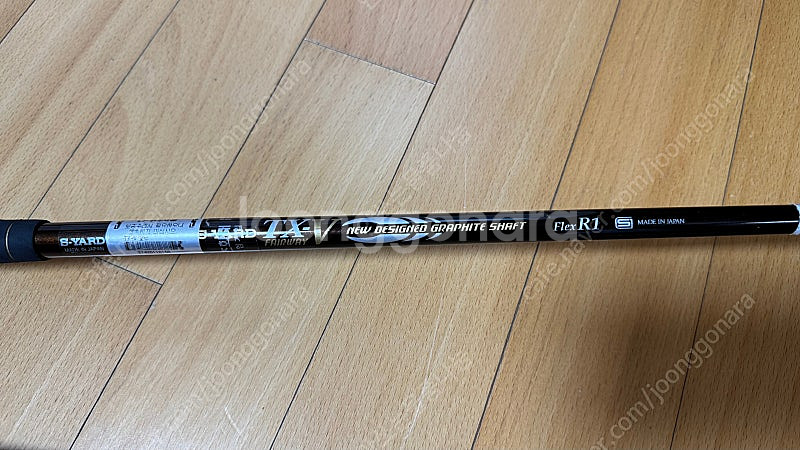 S-YARD
MADE IN JAPAN
S-YARD TX-V
FAIRWAY
NEW DESIGNED GRAPHITE SHAFT
Flex R1
MADE IN JAPAN
joonggonara
cafe.naver.com/joonggonara